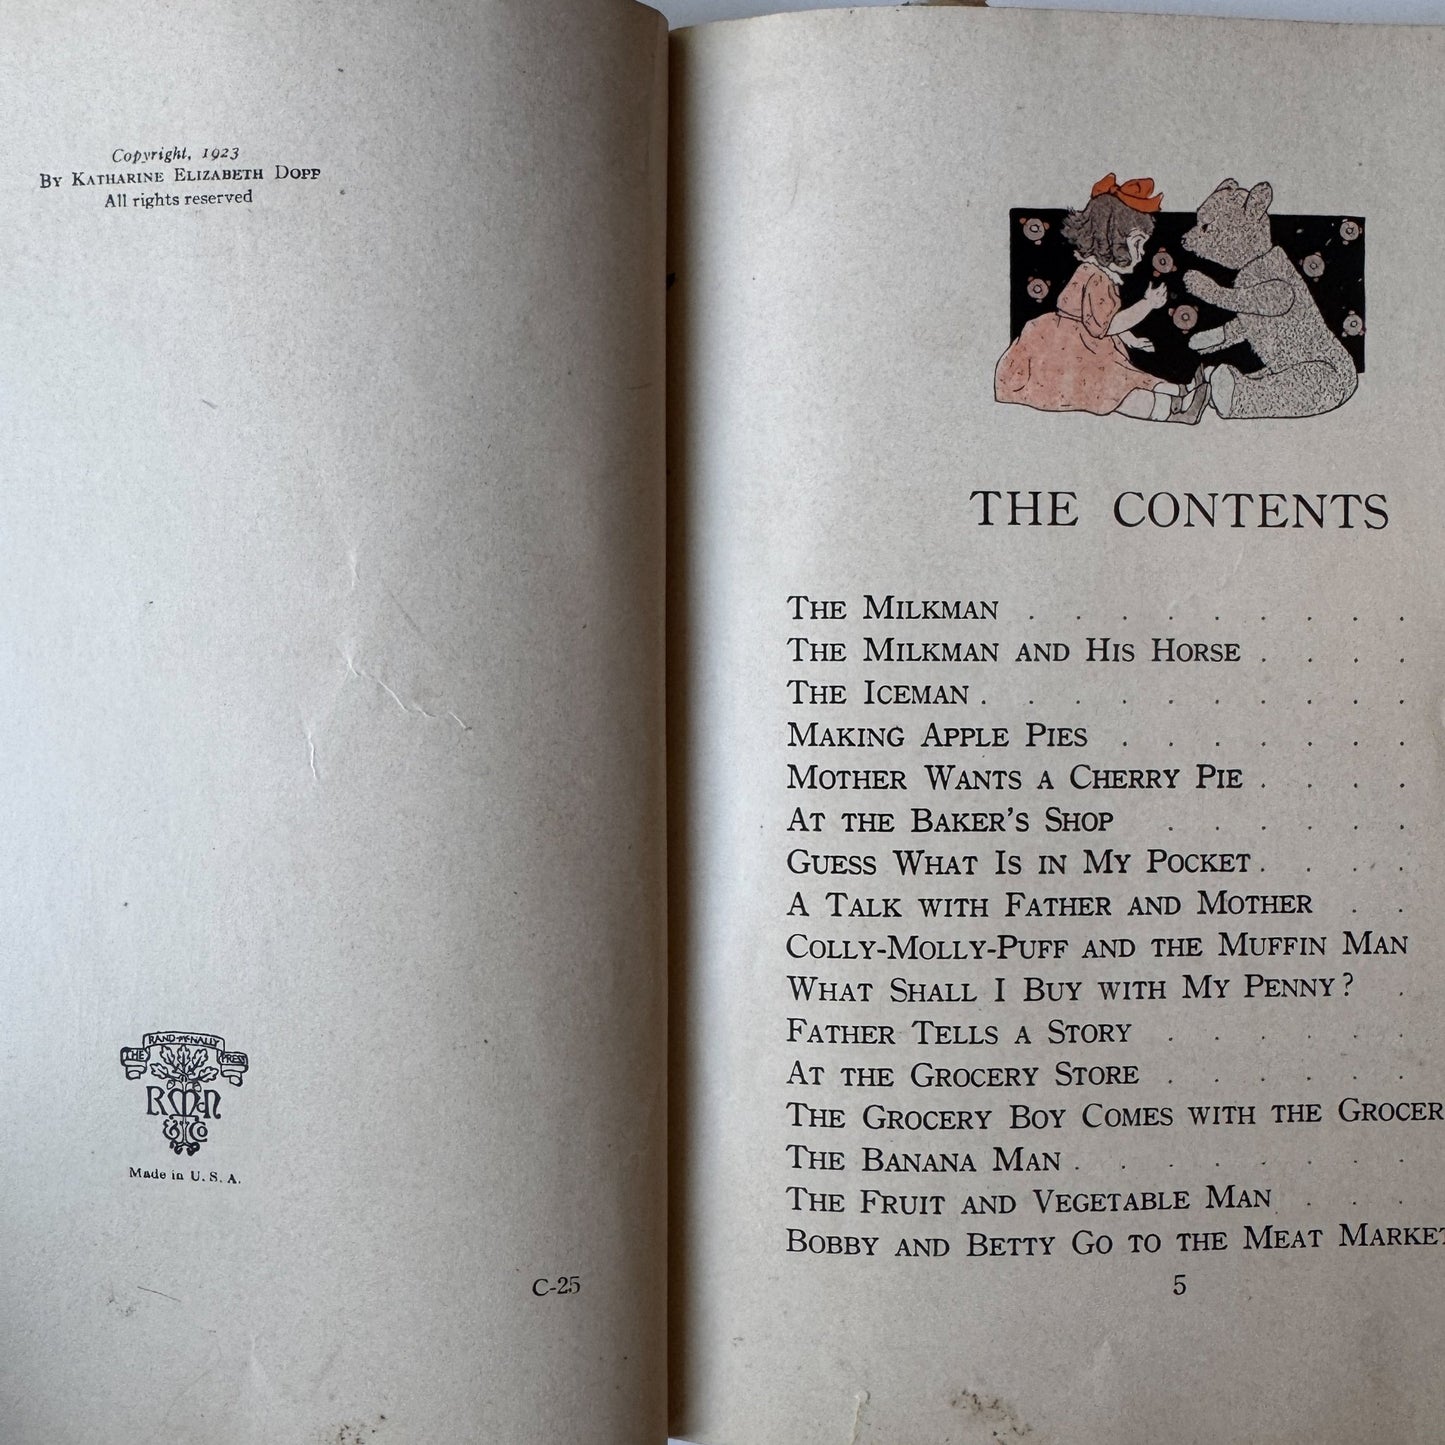 Copyright, 1923
By Katharine Elizabeth Dopp
All rights reserved
THE RAND McNALLY PRESS
RMcN
& Co
Made in U. S. A.
C-25
THE CONTENTS
The Milkman . . . . . . . . .
The Milkman and His Horse . . . .
The Iceman . . . . . . . . . .
Making Apple Pies . . . . . . .
Mother Wants a Cherry Pie . . . .
At the Baker's Shop . . . . . .
Guess What Is in My Pocket . . . .
A Talk with Father and Mother . .
Colly-Molly-Puff and the Muffin Man
What Shall I Buy with My Penny? .
Father Tells a Story . . . . . .
At the Grocery Store . . . . . .
The Grocery Boy Comes with the Grocer
The Banana Man . . . . . . . .
The Fruit and Vegetable Man . . .
Bobby and Betty Go to the Meat Market
5